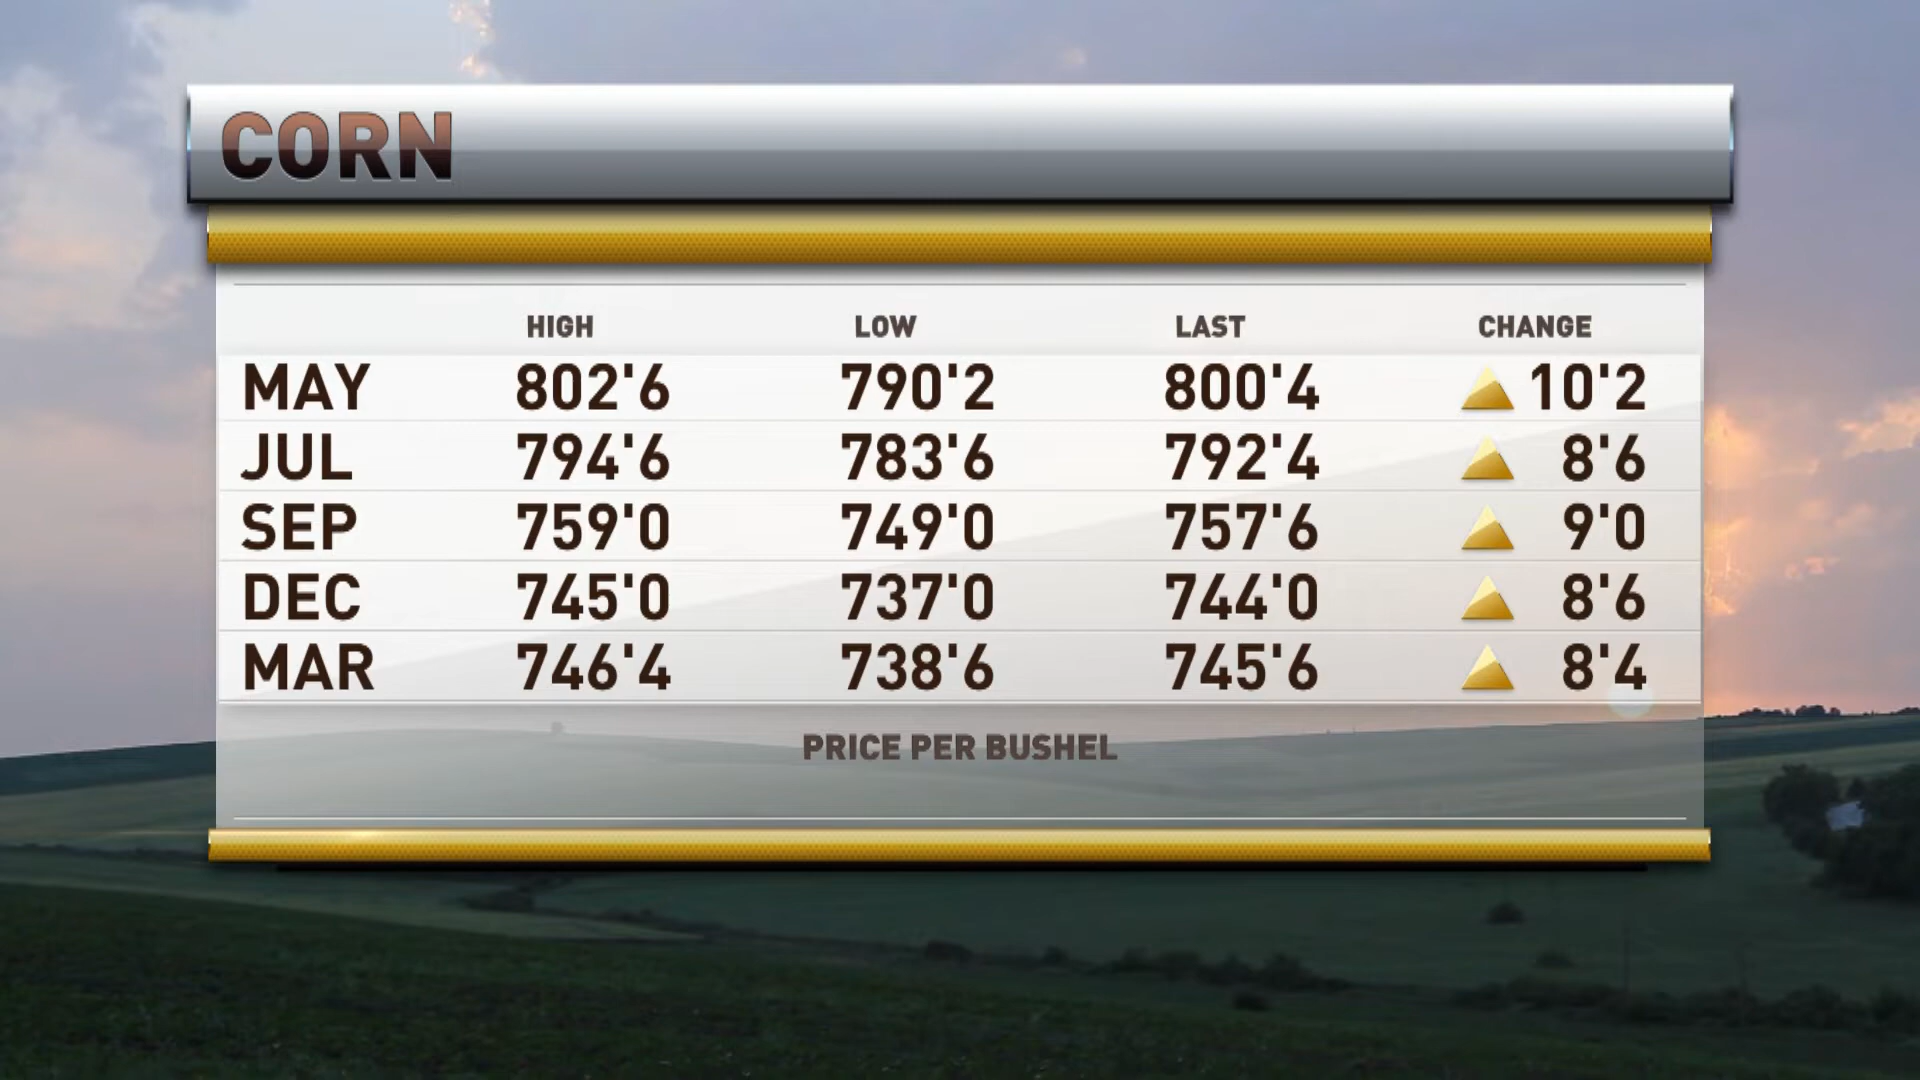 CORN
HIGH LOW LAST CHANGE
MAY 802'6 790'2 800'4 10'2
JUL 794'6 783'6 792'4 8'6
SEP 759'0 749'0 757'6 9'0
DEC 745'0 737'0 744'0 8'6
MAR 746'4 738'6 745'6 8'4
PRICE PER BUSHEL